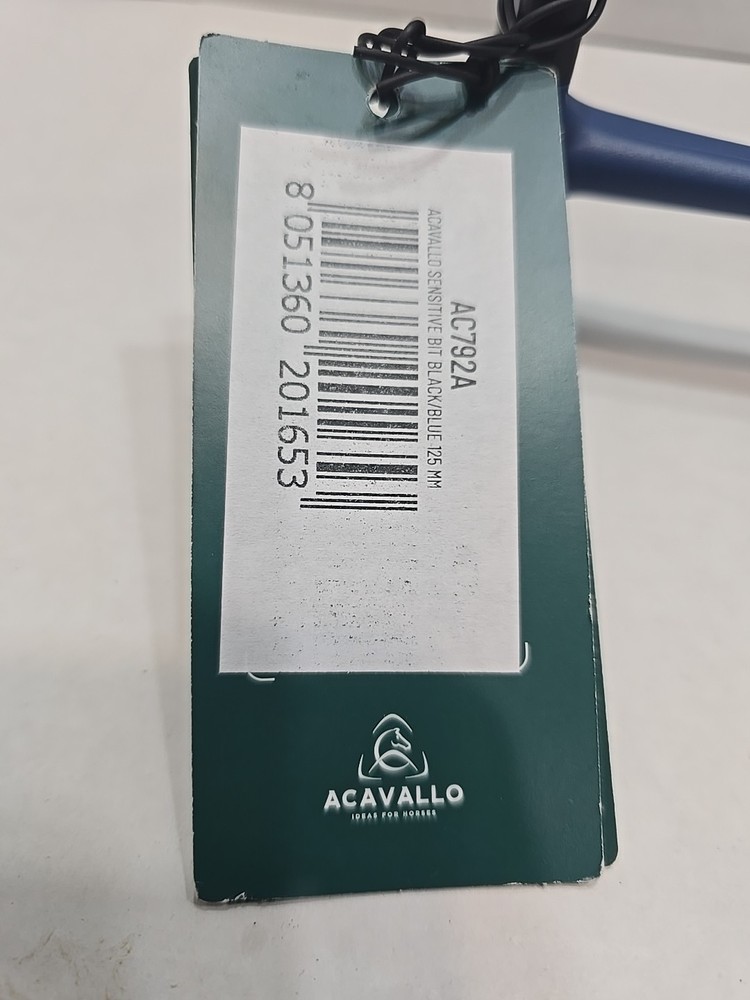 AC792A
ACAVALLO SENSITIVE BIT BLACK/BLUE 125 MM
8 051360 201653
ACAVALLO
IDEAS FOR HORSES